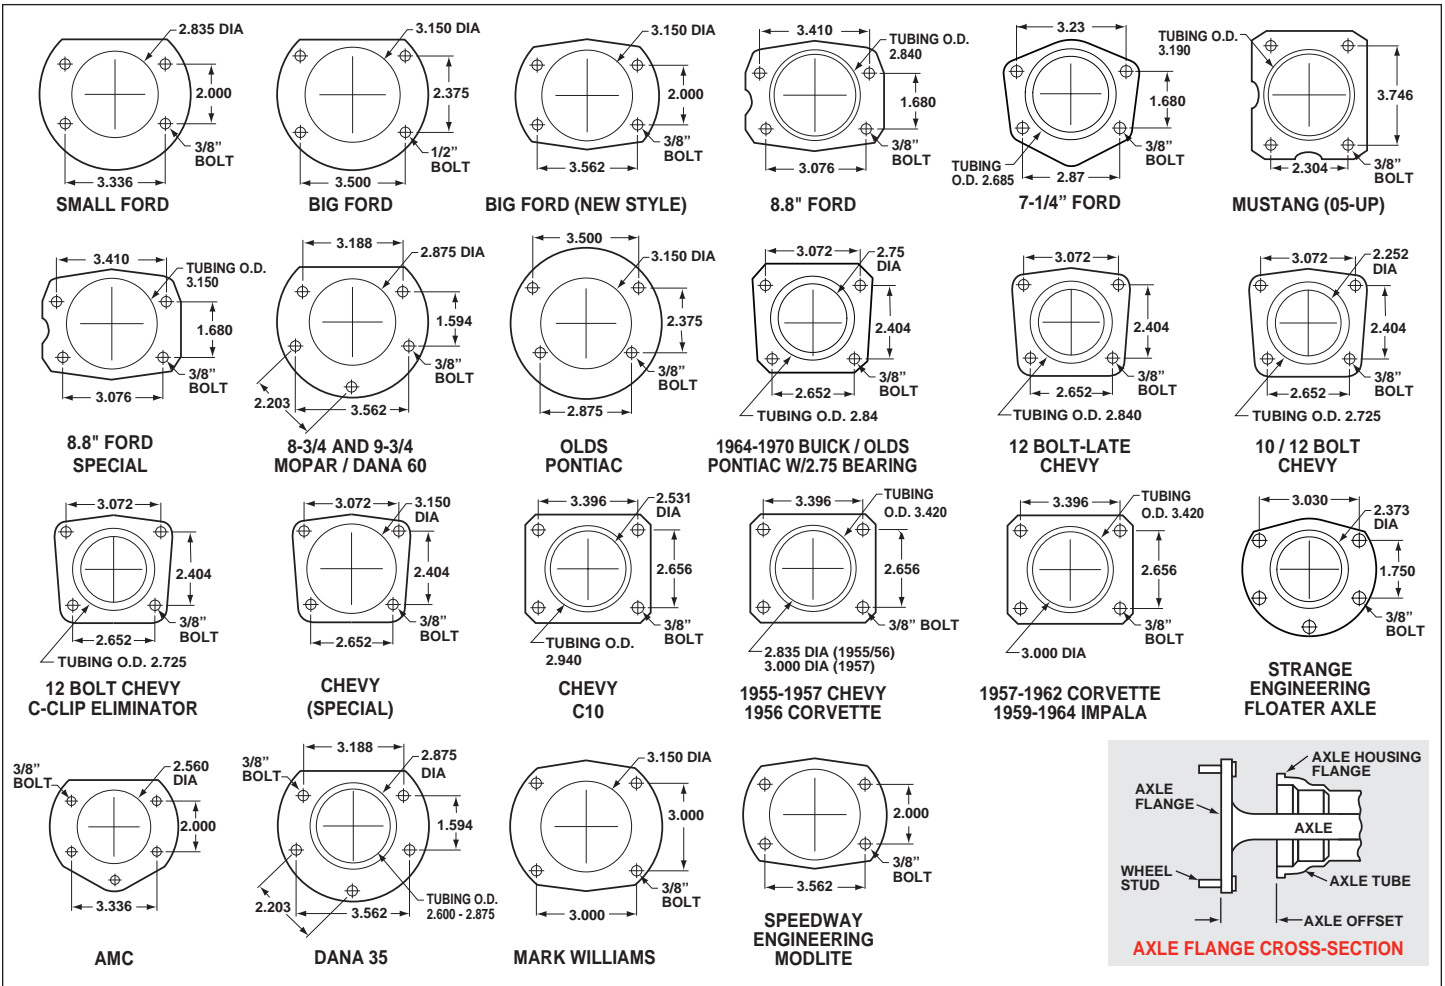 2.835 DIA
2.000
3/8”
BOLT
3.336
SMALL FORD
3.150 DIA
2.375
1/2”
BOLT
3.500
BIG FORD
3.150 DIA
2.000
3/8”
BOLT
3.562
BIG FORD (NEW STYLE)
3.410
TUBING O.D.
2.840
1.680
3/8”
BOLT
3.076
8.8" FORD
3.23
1.680
3/8”
BOLT
TUBING
O.D. 2.685
2.87
7-1/4” FORD
TUBING O.D.
3.190
3.746
3/8”
BOLT
2.304
MUSTANG (05-UP)
3.410
TUBING O.D.
3.150
1.680
3/8”
BOLT
3.076
8.8" FORD
SPECIAL
3.188
2.875 DIA
1.594
3/8”
BOLT
2.203
3.562
8-3/4 AND 9-3/4
MOPAR / DANA 60
3.500
3.150 DIA
2.375
3/8”
BOLT
2.875
OLDS
PONTIAC
3.072
2.75
DIA
2.404
3/8”
BOLT
2.652
TUBING O.D. 2.84
1964-1970 BUICK / OLDS
PONTIAC W/2.75 BEARING
3.072
2.404
3/8”
BOLT
2.652
TUBING O.D. 2.840
12 BOLT-LATE
CHEVY
3.072
2.252
DIA
2.404
3/8”
BOLT
2.652
TUBING O.D. 2.725
10 / 12 BOLT
CHEVY
3.072
2.404
3/8”
BOLT
2.652
TUBING O.D. 2.725
12 BOLT CHEVY
C-CLIP ELIMINATOR
3.072
3.150
DIA
2.404
3/8”
BOLT
2.652
CHEVY
(SPECIAL)
3.396
2.531
DIA
2.656
3/8”
BOLT
TUBING O.D.
2.940
CHEVY
C10
3.396
TUBING
O.D. 3.420
2.656
3/8” BOLT
2.835 DIA (1955/56)
3.000 DIA (1957)
1955-1957 CHEVY
1956 CORVETTE
3.396
TUBING
O.D. 3.420
2.656
3/8”
BOLT
3.000 DIA
1957-1962 CORVETTE
1959-1964 IMPALA
3.030
2.373
DIA
1.750
3/8”
BOLT
STRANGE
ENGINEERING
FLOATER AXLE
3/8”
BOLT
2.560
DIA
2.000
3.336
AMC
3/8”
BOLT
3.188
2.875
DIA
1.594
2.203
3.562
TUBING O.D.
2.600 - 2.875
DANA 35
3.150 DIA
3.000
3/8”
BOLT
3.000
MARK WILLIAMS
2.000
3/8”
BOLT
3.562
SPEEDWAY
ENGINEERING
MODLITE
AXLE HOUSING
FLANGE
AXLE
FLANGE
AXLE
WHEEL
STUD
AXLE TUBE
AXLE OFFSET
AXLE FLANGE CROSS-SECTION